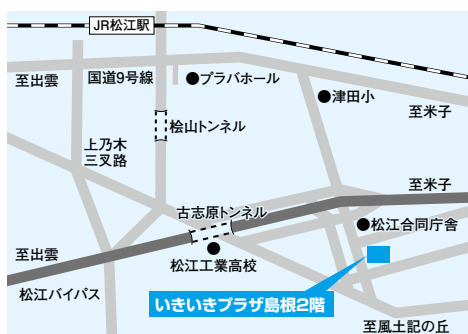 JR松江駅
国道9号線
プラバホール
至出雲
津田小
至米子
桧山トンネル
上乃木
三叉路
至米子
古志原トンネル
松江合同庁舎
至出雲
松江工業高校
松江バイパス
いきいきプラザ島根2階
至風土記の丘